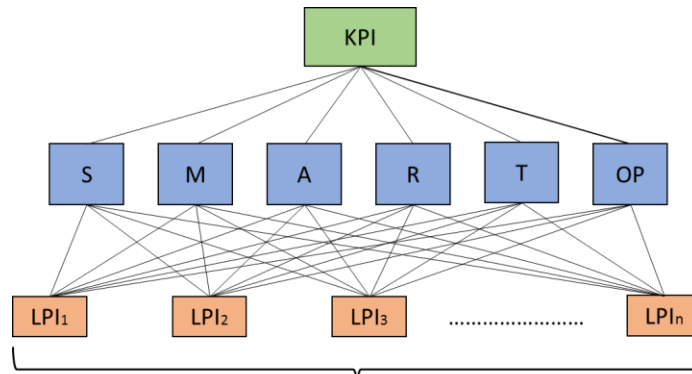 KPI
S M A R T OP
LPI₁ LPI₂ LPI₃ ........................... LPIₙ